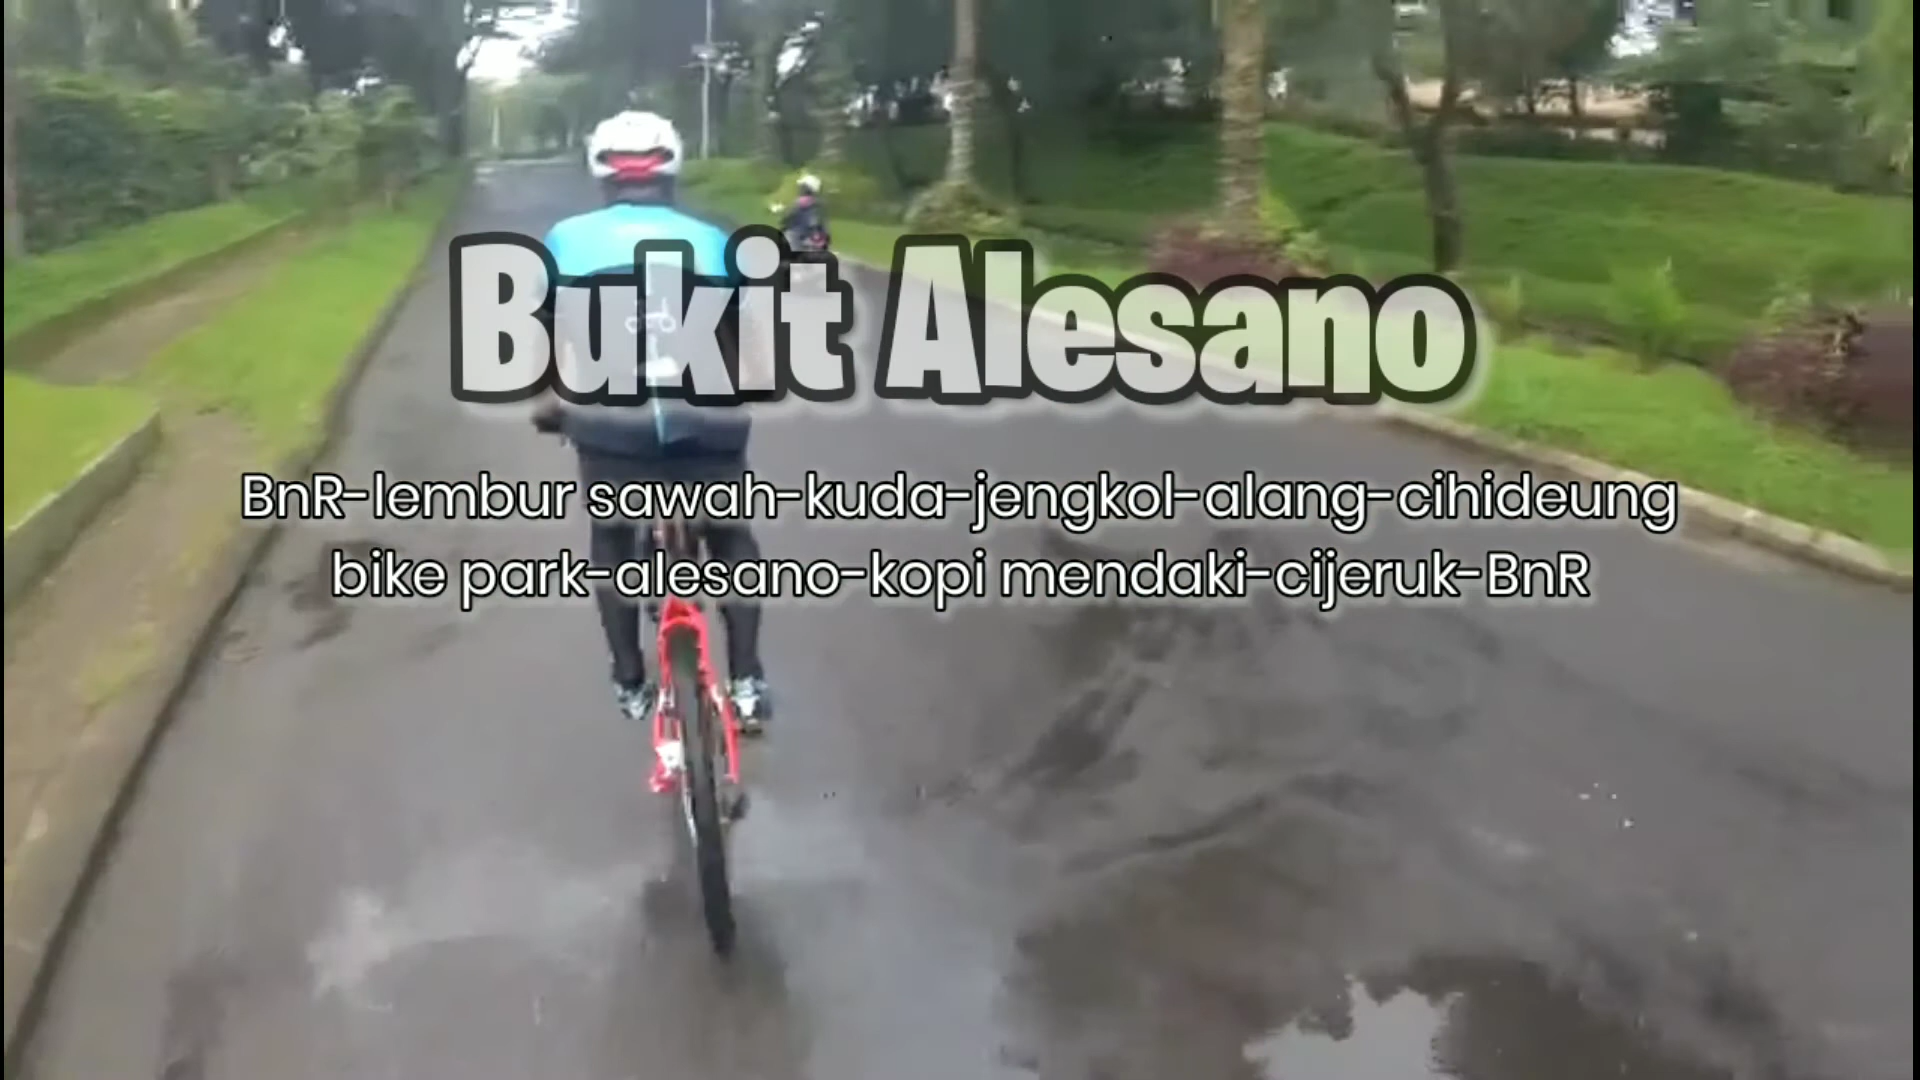 Bukit Alesano
BnR-lembur sawah-kuda-jengkol-alang-cihideung
bike park-alesano-kopi mendaki-cijeruk-BnR